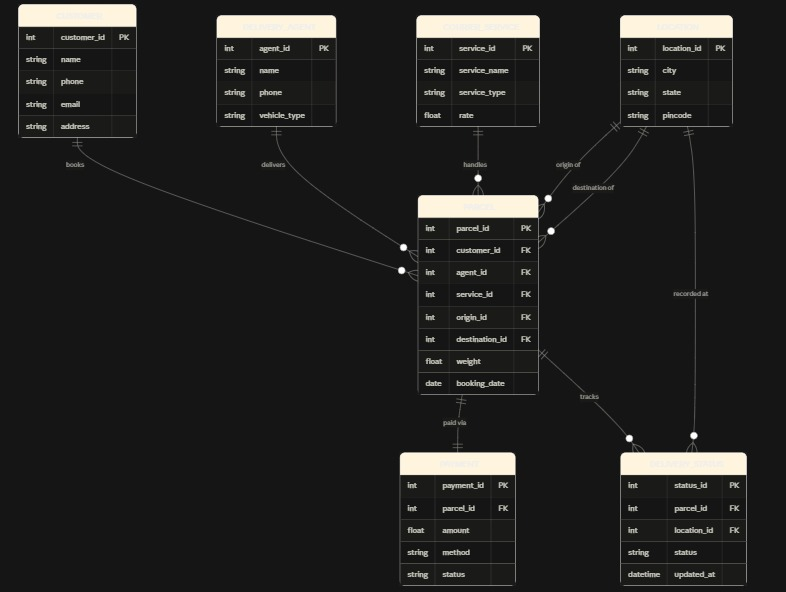 CUSTOMER
int customer_id PK
string name
string phone
string email
string address
DELIVERY_AGENT
int agent_id PK
string name
string phone
string vehicle_type
int service_id PK
string service_name
string service_type
float rate
LOCATION
int location_id PK
string city
string state
string pincode
books
delivers
handles
origin of
destination of
PARCEL
int parcel_id PK
int customer_id FK
int agent_id FK
int service_id FK
int origin_id FK
int destination_id FK
float weight
date booking_date
recorded at
tracks
paid via
PAYMENT
int payment_id PK
int parcel_id FK
float amount
string method
string status
int status_id PK
int parcel_id FK
int location_id FK
string status
datetime updated_at